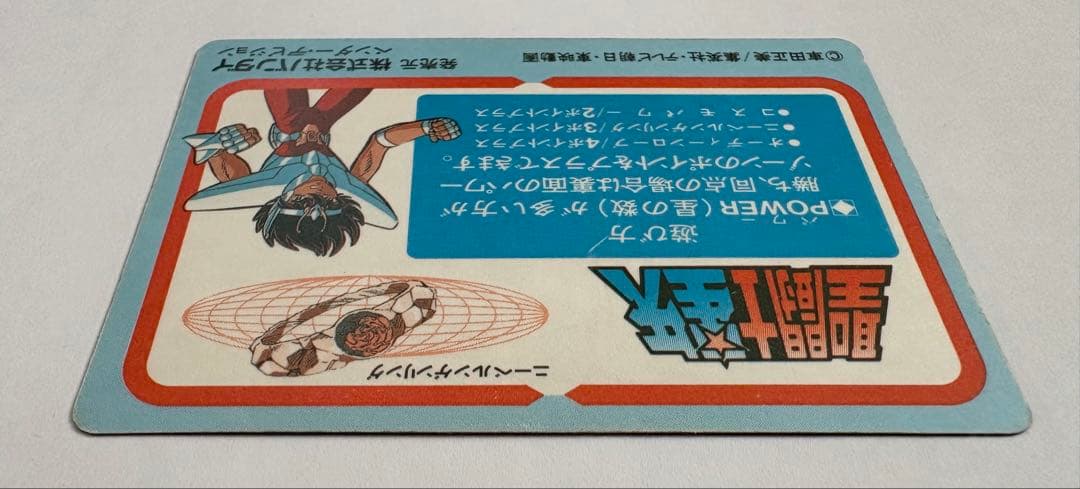 聖闘士星矢
ニーベルンゲンリング
遊び方
パワー
◆POWER(星の数)が多い方が
勝ち、同点の場合は裏面のパワー
ゾーンのポイントをプラスできます。
●オーディーンローブ/4ポイントプラス
●ニーベルンゲンリング/3ポイントプラス
●コスモパワー/2ポイントプラス
©車田正美/集英社・テレビ朝日・東映動画
発売元 株式会社バンダイ
ベンダー・デビジョン